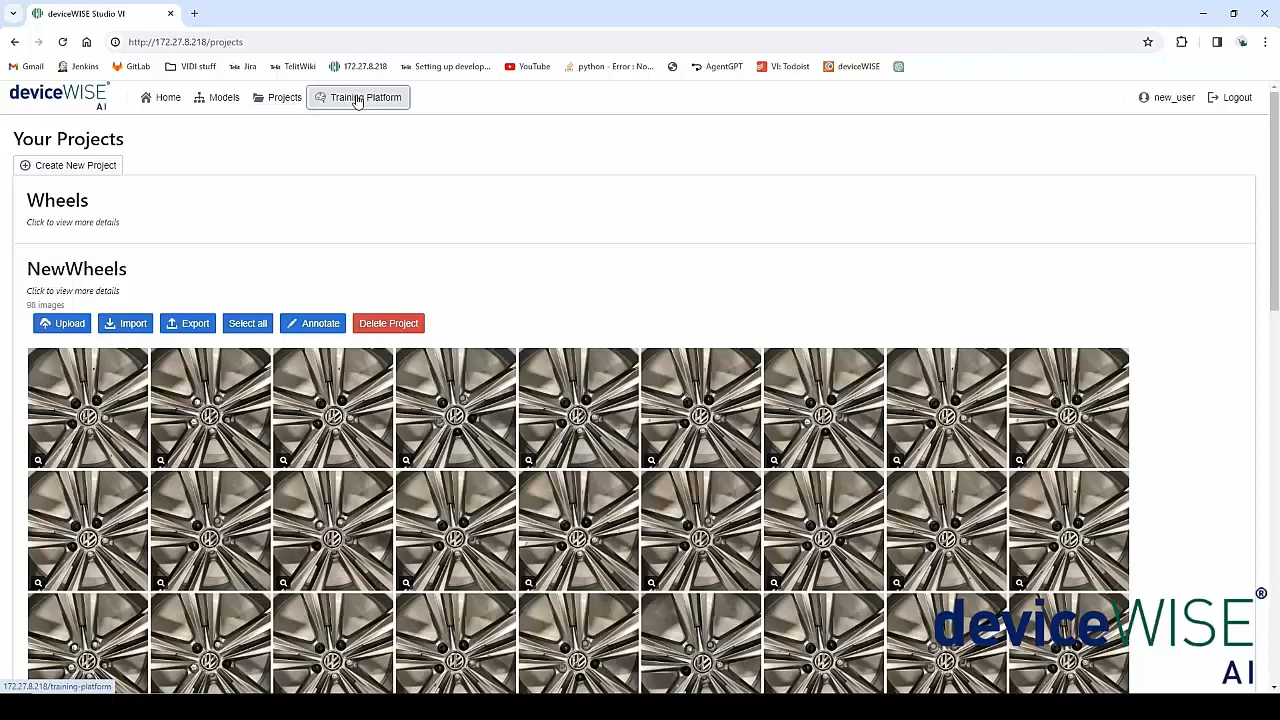 deviceWISE Studio VI
http://172.27.8.218/projects
Gmail Jenkins GitLab VIDI stuff Jira TelitWiki 172.27.8.218 Setting up develop... YouTube python - Error : No... AgentGPT VI: Todoist deviceWISE
deviceWISE® AI Home Models Projects Training Platform new_user Logout
Your Projects
Create New Project
Wheels
Click to view more details
NewWheels
Click to view more details
98 images
Upload Import Export Select all Annotate Delete Project
deviceWISE®
AI
172.27.8.218/training-platform